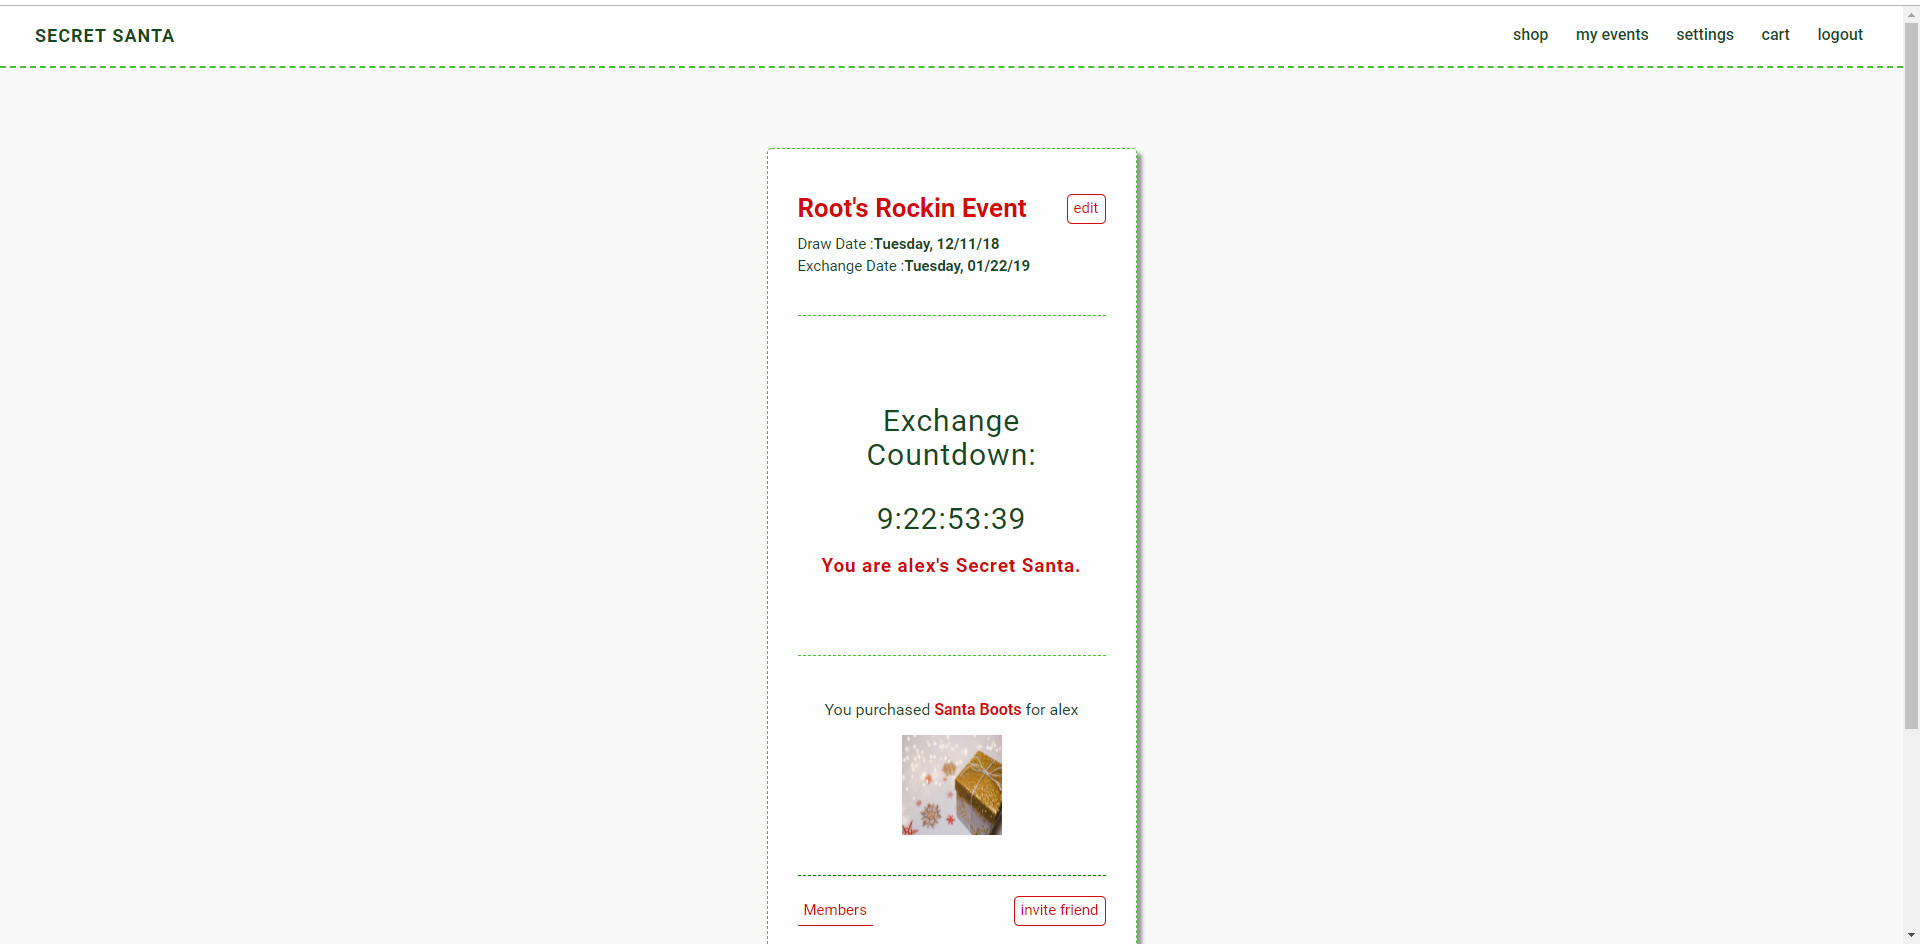 SECRET SANTA
shop my events settings cart logout
Root's Rockin Event edit
Draw Date :Tuesday, 12/11/18
Exchange Date :Tuesday, 01/22/19
Exchange
Countdown:
9:22:53:39
You are alex's Secret Santa.
You purchased Santa Boots for alex
Members invite friend